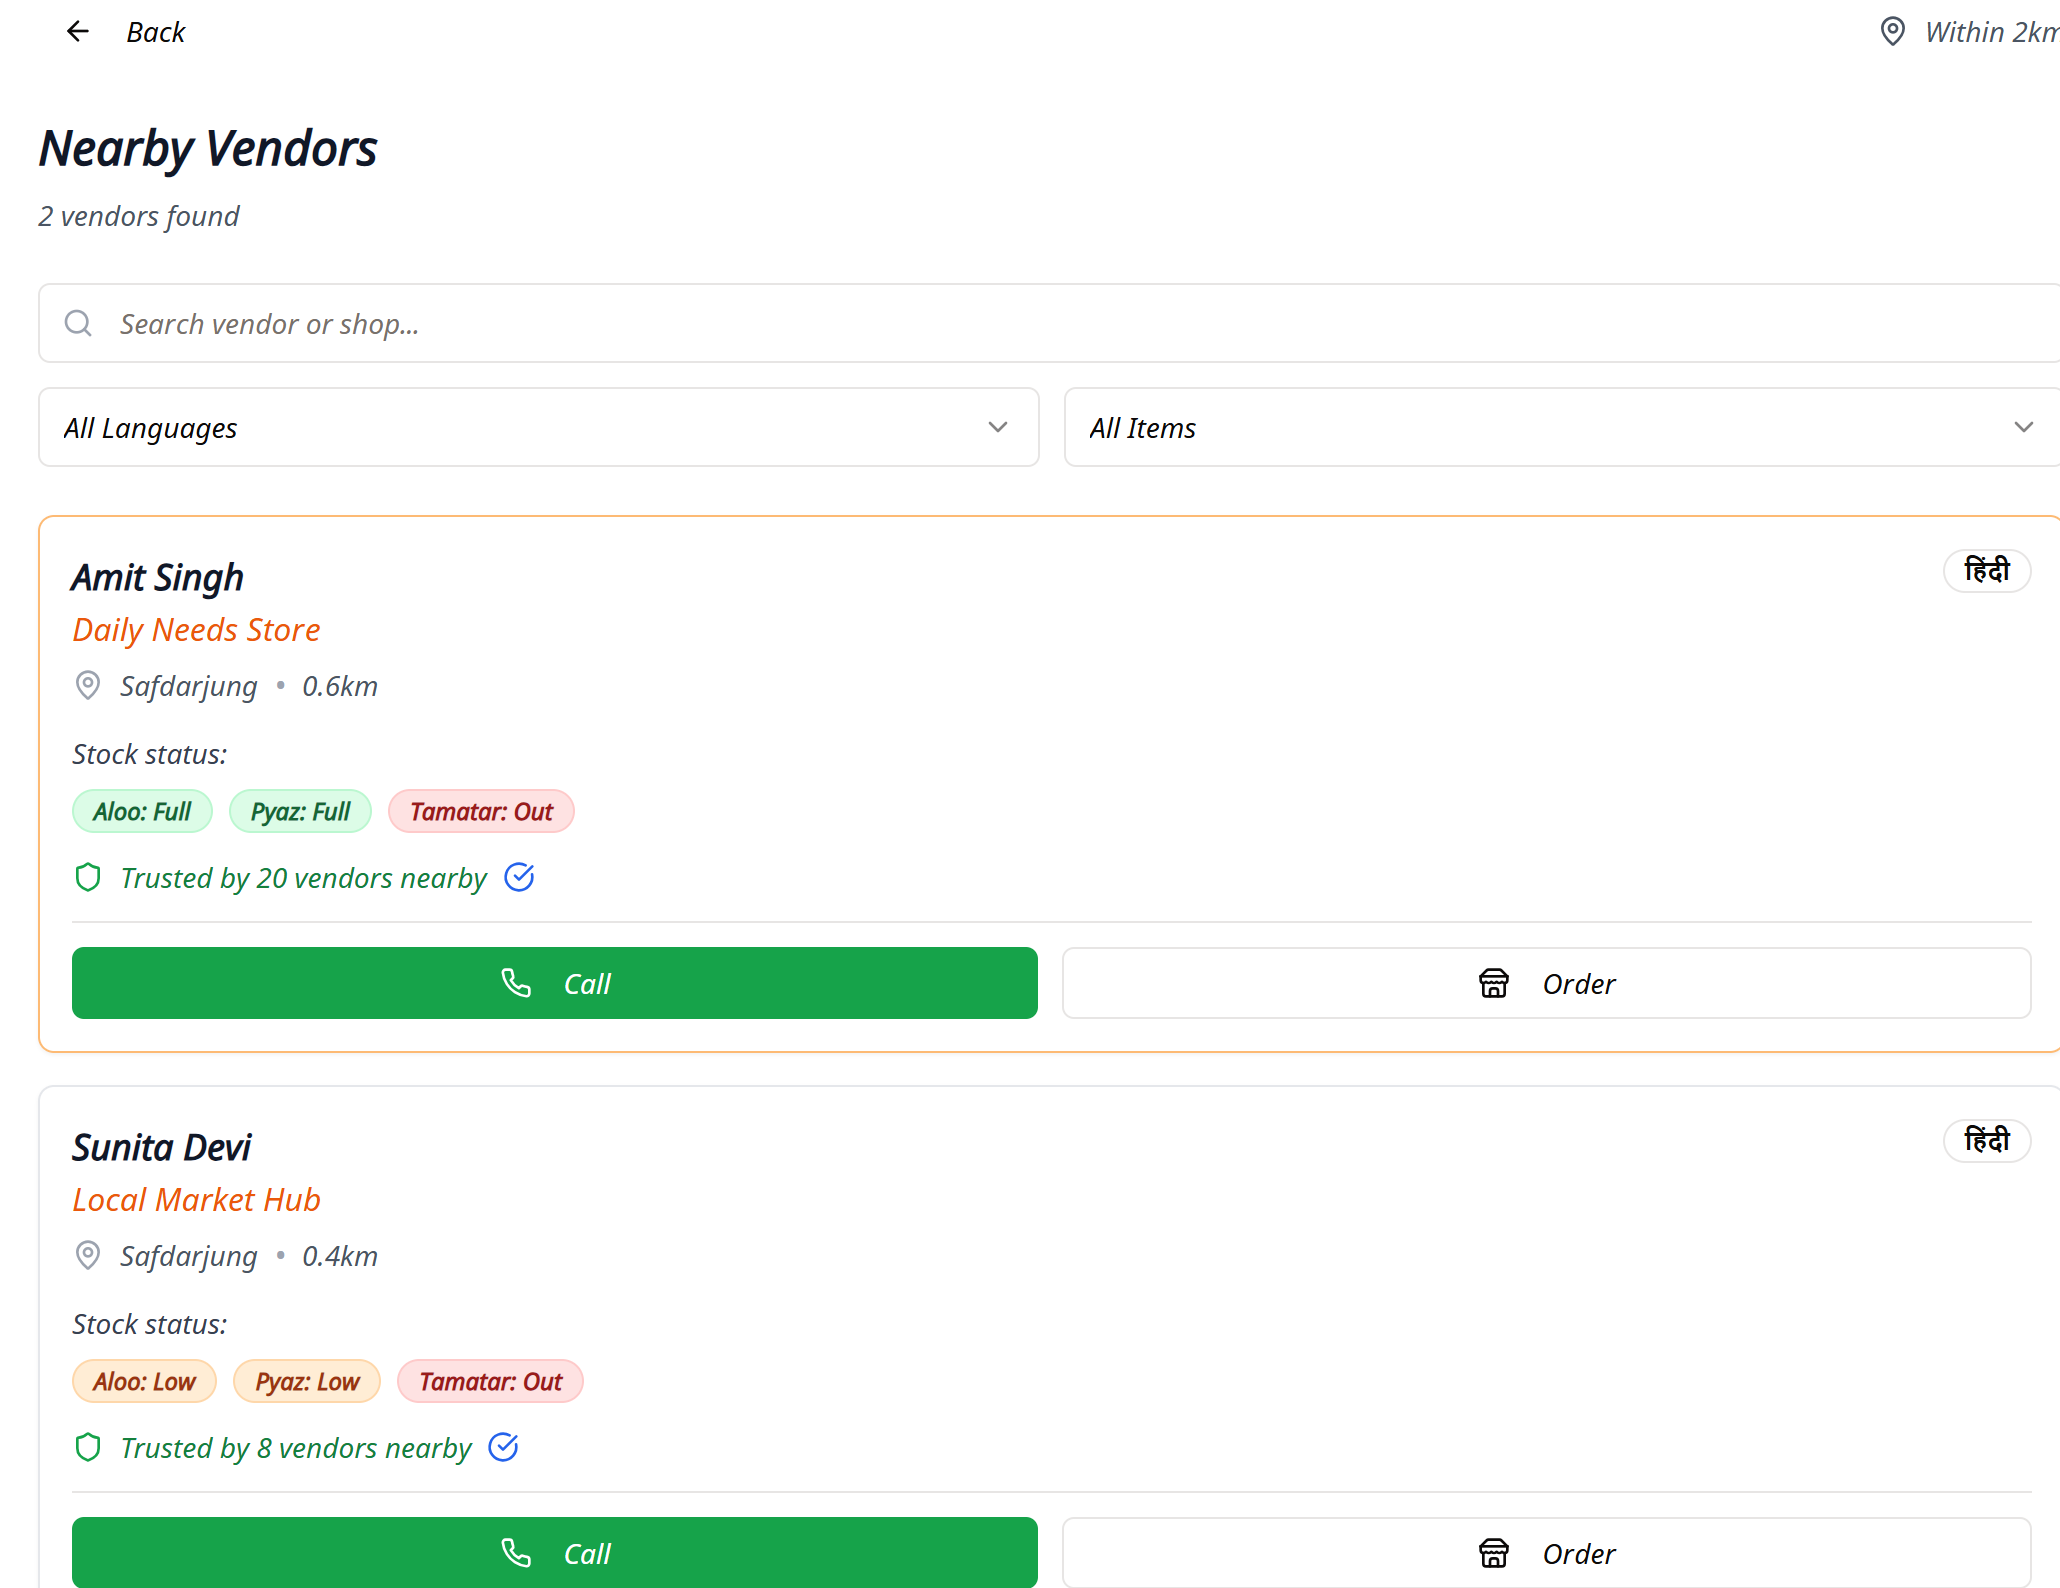 Back
Within 2km
Nearby Vendors
2 vendors found
Search vendor or shop...
All Languages
All Items
Amit Singh
हिंदी
Daily Needs Store
Safdarjung • 0.6km
Stock status:
Aloo: Full
Pyaz: Full
Tamatar: Out
Trusted by 20 vendors nearby
Call
Order
Sunita Devi
हिंदी
Local Market Hub
Safdarjung • 0.4km
Stock status:
Aloo: Low
Pyaz: Low
Tamatar: Out
Trusted by 8 vendors nearby
Call
Order